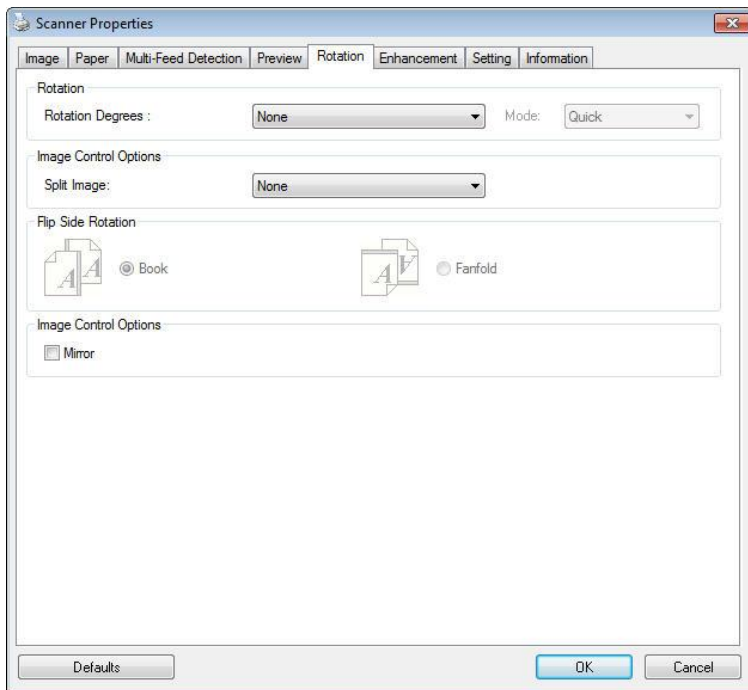 Scanner Properties
Image Paper Multi-Feed Detection Preview Rotation Enhancement Setting Information
Rotation
Rotation Degrees : None Mode: Quick
Image Control Options
Split Image: None
Flip Side Rotation
A A Book A A Fanfold
Image Control Options
Mirror
Defaults OK Cancel